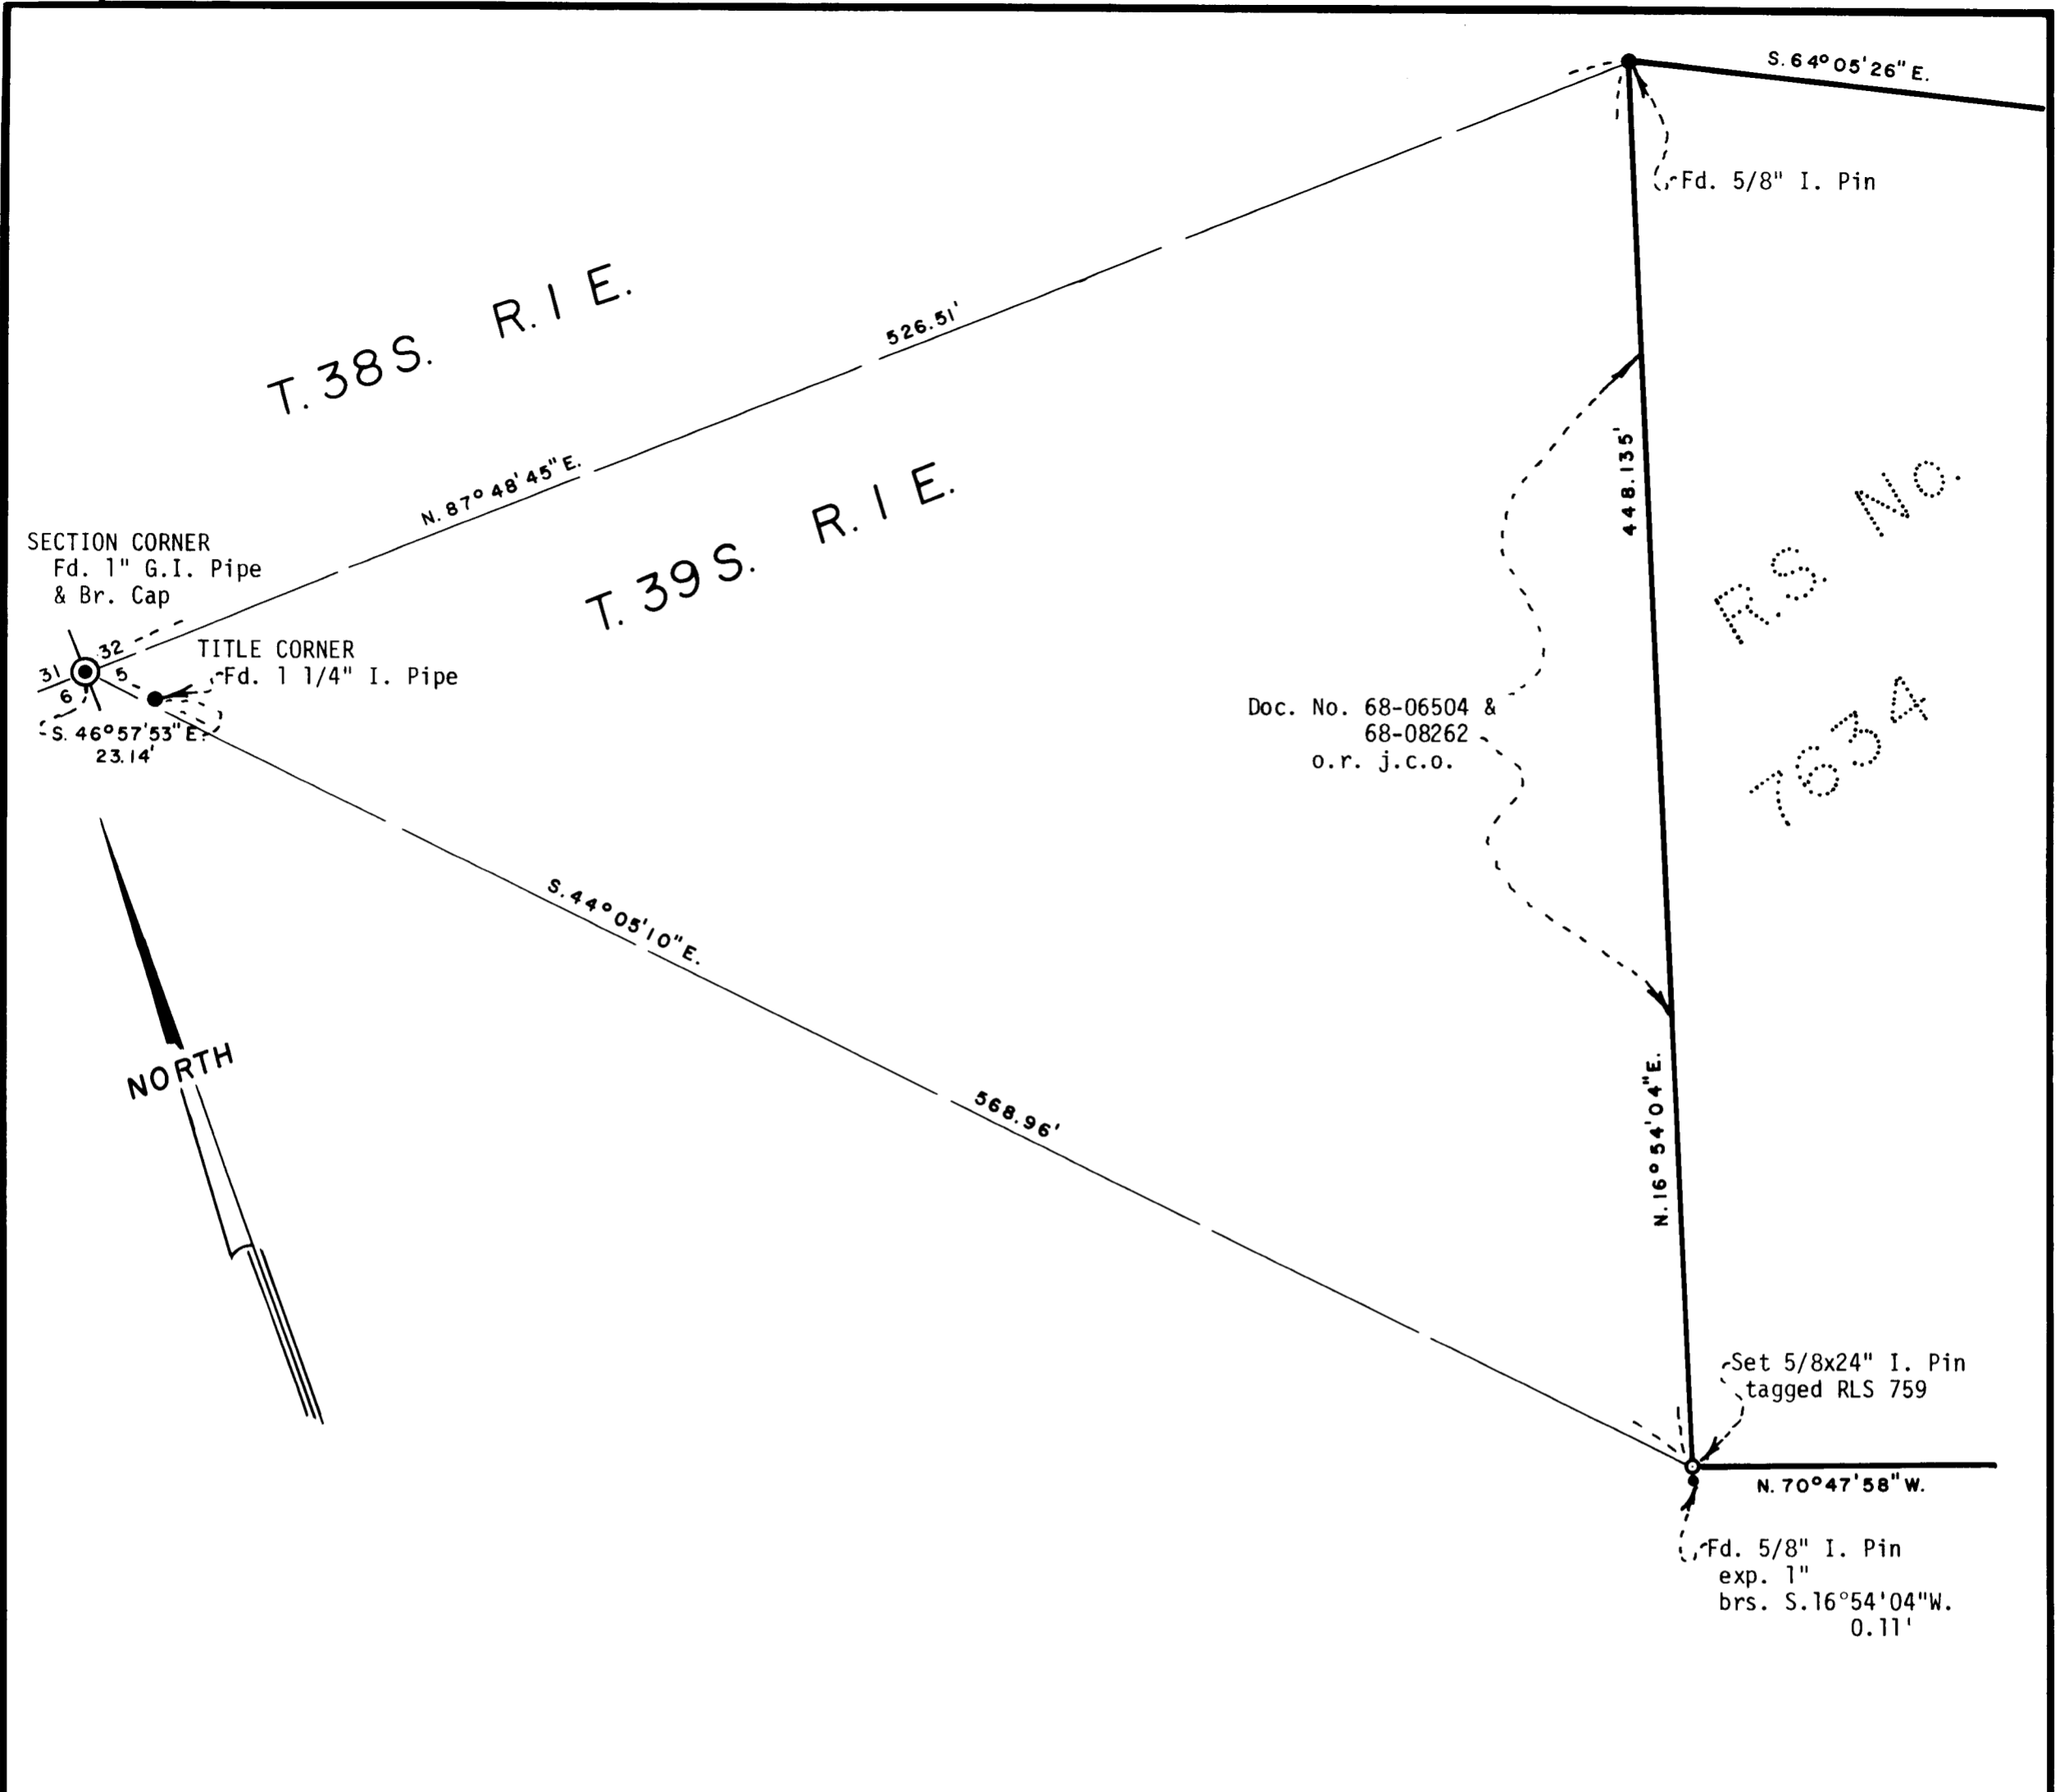 S. 64° 05' 26" E.
Fd. 5/8" I. Pin
T. 38 S. R. 1 E.
526.51'
448.135'
N. 87° 48' 45" E.
T. 39 S. R. 1 E.
R.S. No.
7634
SECTION CORNER
Fd. 1" G.I. Pipe
& Br. Cap
32
31
5
6
TITLE CORNER
Fd. 1 1/4" I. Pipe
S. 46° 57' 53" E.
23.14'
Doc. No. 68-06504 &
68-08262
o.r. j.c.o.
S. 44° 05' 10" E.
NORTH
568.96'
N. 16° 54' 04" E.
Set 5/8x24" I. Pin
tagged RLS 759
N. 70° 47' 58" W.
Fd. 5/8" I. Pin
exp. 1"
brs. S.16°54'04"W.
0.11'